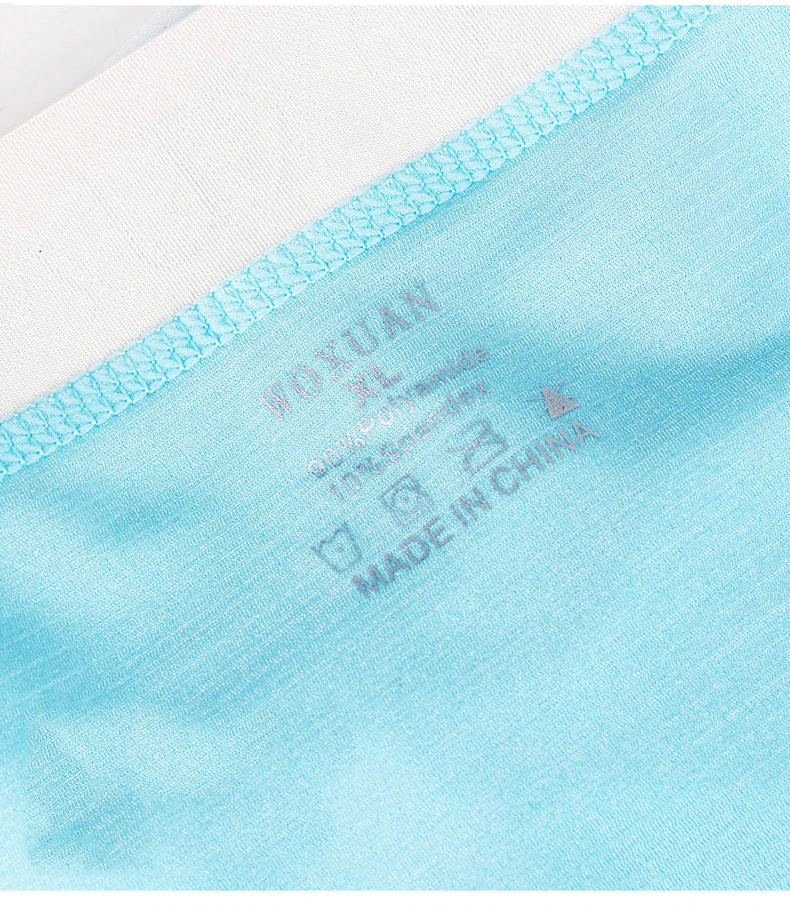 WOXUAN
XL
90%Polyamide
10%Spandex
MADE IN CHINA